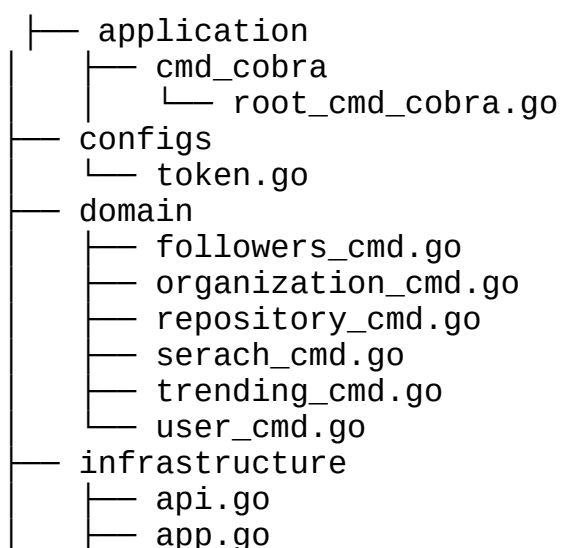 ├── application
│   ├── cmd_cobra
│   │   └── root_cmd_cobra.go
├── configs
│   └── token.go
├── domain
│   ├── followers_cmd.go
│   ├── organization_cmd.go
│   ├── repository_cmd.go
│   ├── serach_cmd.go
│   ├── trending_cmd.go
│   └── user_cmd.go
├── infrastructure
│   ├── api.go
│   ├── app.go